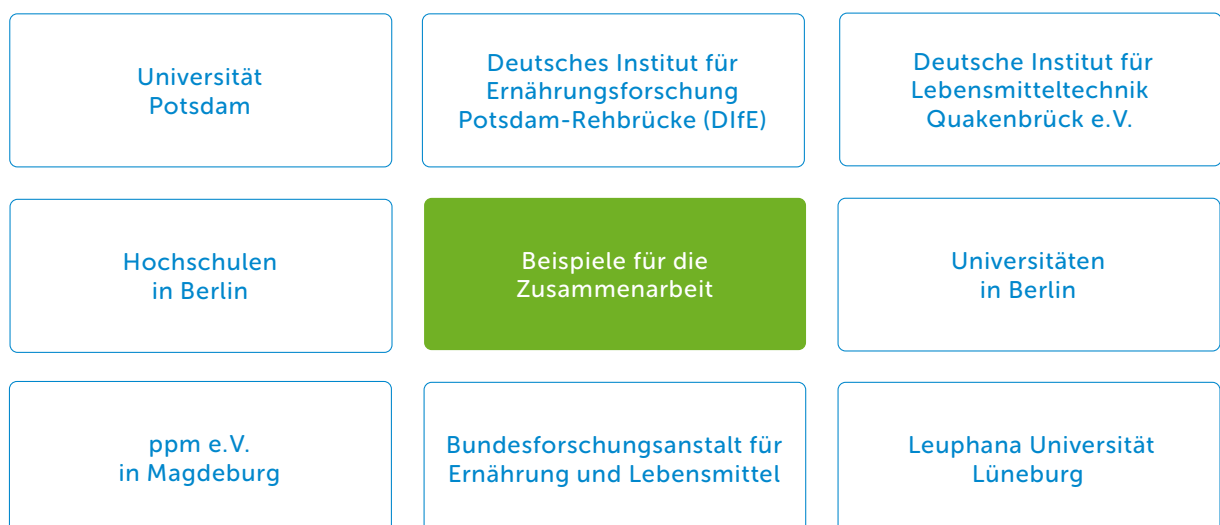 Universität
Potsdam
Deutsches Institut für
Ernährungsforschung
Potsdam-Rehbrücke (DIfE)
Deutsche Institut für
Lebensmitteltechnik
Quakenbrück e.V.
Hochschulen
in Berlin
Beispiele für die
Zusammenarbeit
Universitäten
in Berlin
ppm e.V.
in Magdeburg
Bundesforschungsanstalt für
Ernährung und Lebensmittel
Leuphana Universität
Lüneburg